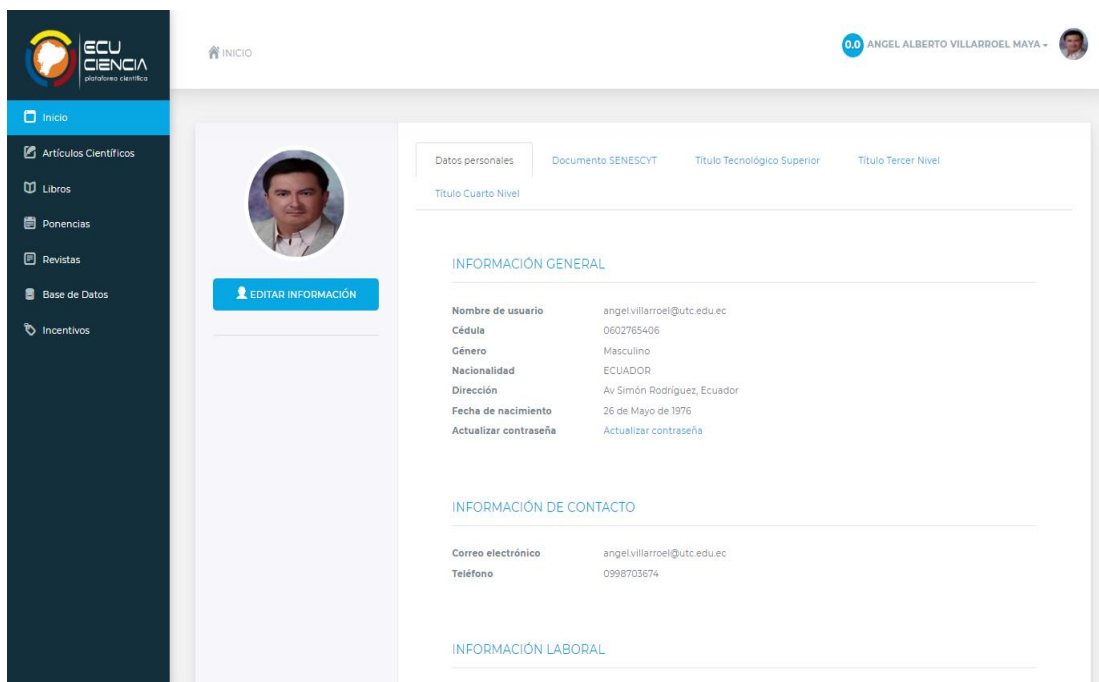 ECU
CIENCIA
plataforma científica
INICIO
0.0 ANGEL ALBERTO VILLARROEL MAYA
Inicio
Artículos Científicos
Libros
Ponencias
Revistas
Base de Datos
Incentivos
EDITAR INFORMACIÓN
Datos personales Documento SENESCYT Título Tecnológico Superior Título Tercer Nivel
Título Cuarto Nivel
INFORMACIÓN GENERAL
Nombre de usuario angel.villarroel@utc.edu.ec
Cédula 0602765406
Género Masculino
Nacionalidad ECUADOR
Dirección Av Simón Rodríguez, Ecuador
Fecha de nacimiento 26 de Mayo de 1976
Actualizar contraseña Actualizar contraseña
INFORMACIÓN DE CONTACTO
Correo electrónico angel.villarroel@utc.edu.ec
Teléfono 0998703674
INFORMACIÓN LABORAL